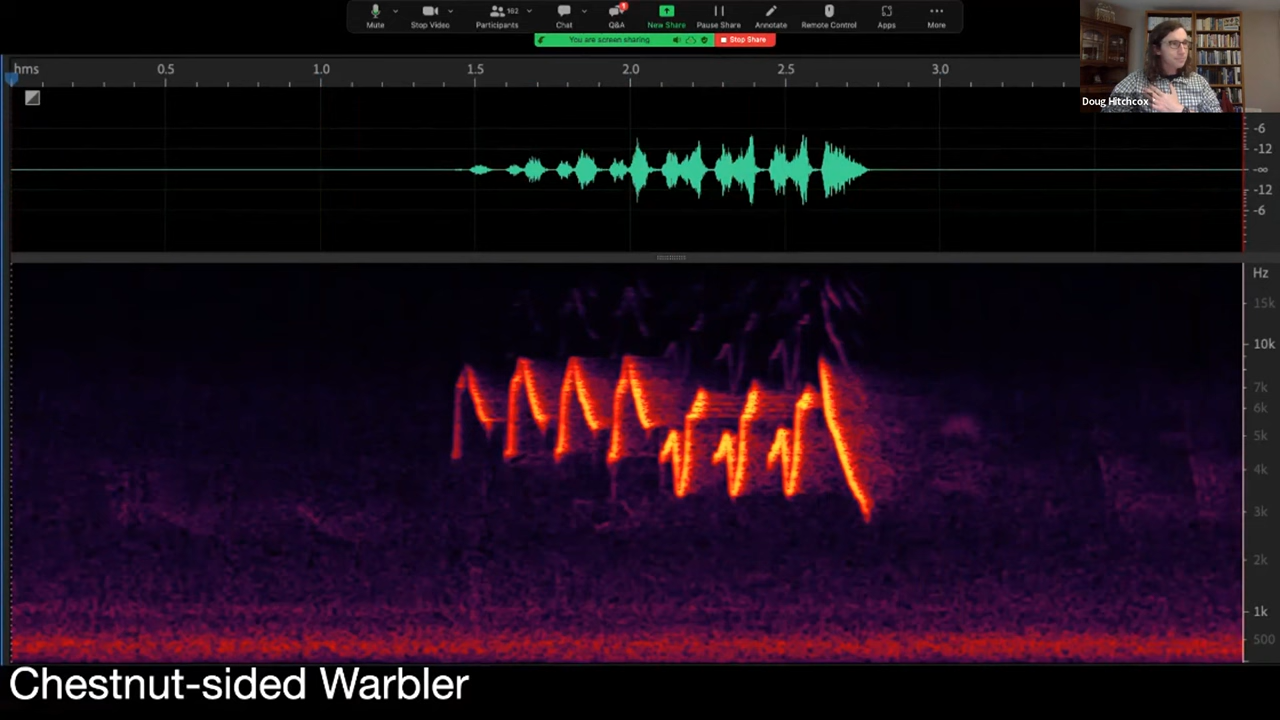 182
1
Mute
Stop Video
Participants
Chat
Q&A
New Share
Pause Share
Annotate
Remote Control
Apps
More
You are screen sharing
Stop Share
Doug Hitchcox
hms
0.5
1.0
1.5
2.0
2.5
3.0
-6
-12
-∞
-12
-6
Hz
15k
10k
7k
6k
5k
4k
3k
2k
1k
500
Chestnut-sided Warbler